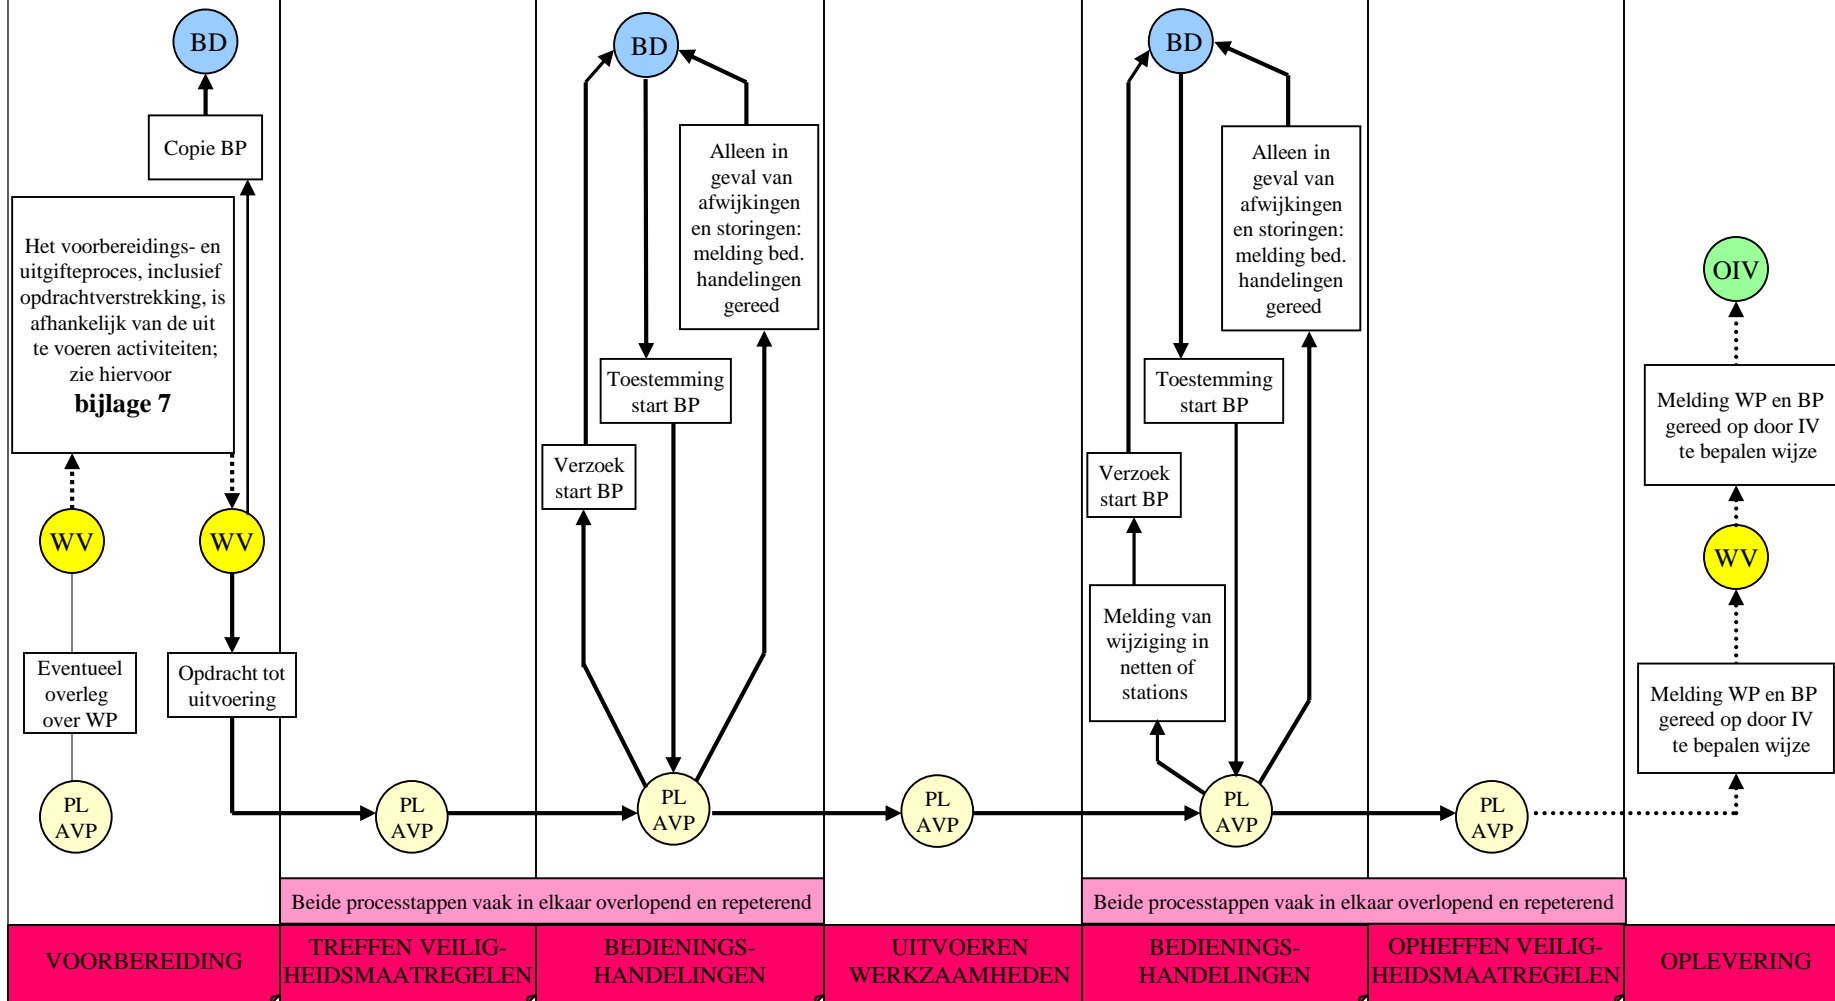 BD
Copie BP
Het voorbereidings- en
uitgifteproces, inclusief
opdrachtverstrekking, is
afhankelijk van de uit
te voeren activiteiten;
zie hiervoor
bijlage 7
WV
WV
Eventueel
overleg
over WP
Opdracht tot
uitvoering
PL
AVP
PL
AVP
BD
Alleen in
geval van
afwijkingen
en storingen:
melding bed.
handelingen
gereed
Toestemming
start BP
Verzoek
start BP
PL
AVP
PL
AVP
BD
Alleen in
geval van
afwijkingen
en storingen:
melding bed.
handelingen
gereed
Toestemming
start BP
Verzoek
start BP
Melding van
wijziging in
netten of
stations
PL
AVP
PL
AVP
OIV
Melding WP en BP
gereed op door IV
te bepalen wijze
WV
Melding WP en BP
gereed op door IV
te bepalen wijze
Beide processtappen vaak in elkaar overlopend en repeterend
Beide processtappen vaak in elkaar overlopend en repeterend
VOORBEREIDING
TREFFEN VEILIG-
HEIDSMAATREGELEN
BEDIENINGS-
HANDELINGEN
UITVOEREN
WERKZAAMHEDEN
BEDIENINGS-
HANDELINGEN
OPHEFFEN VEILIG-
HEIDSMAATREGELEN
OPLEVERING